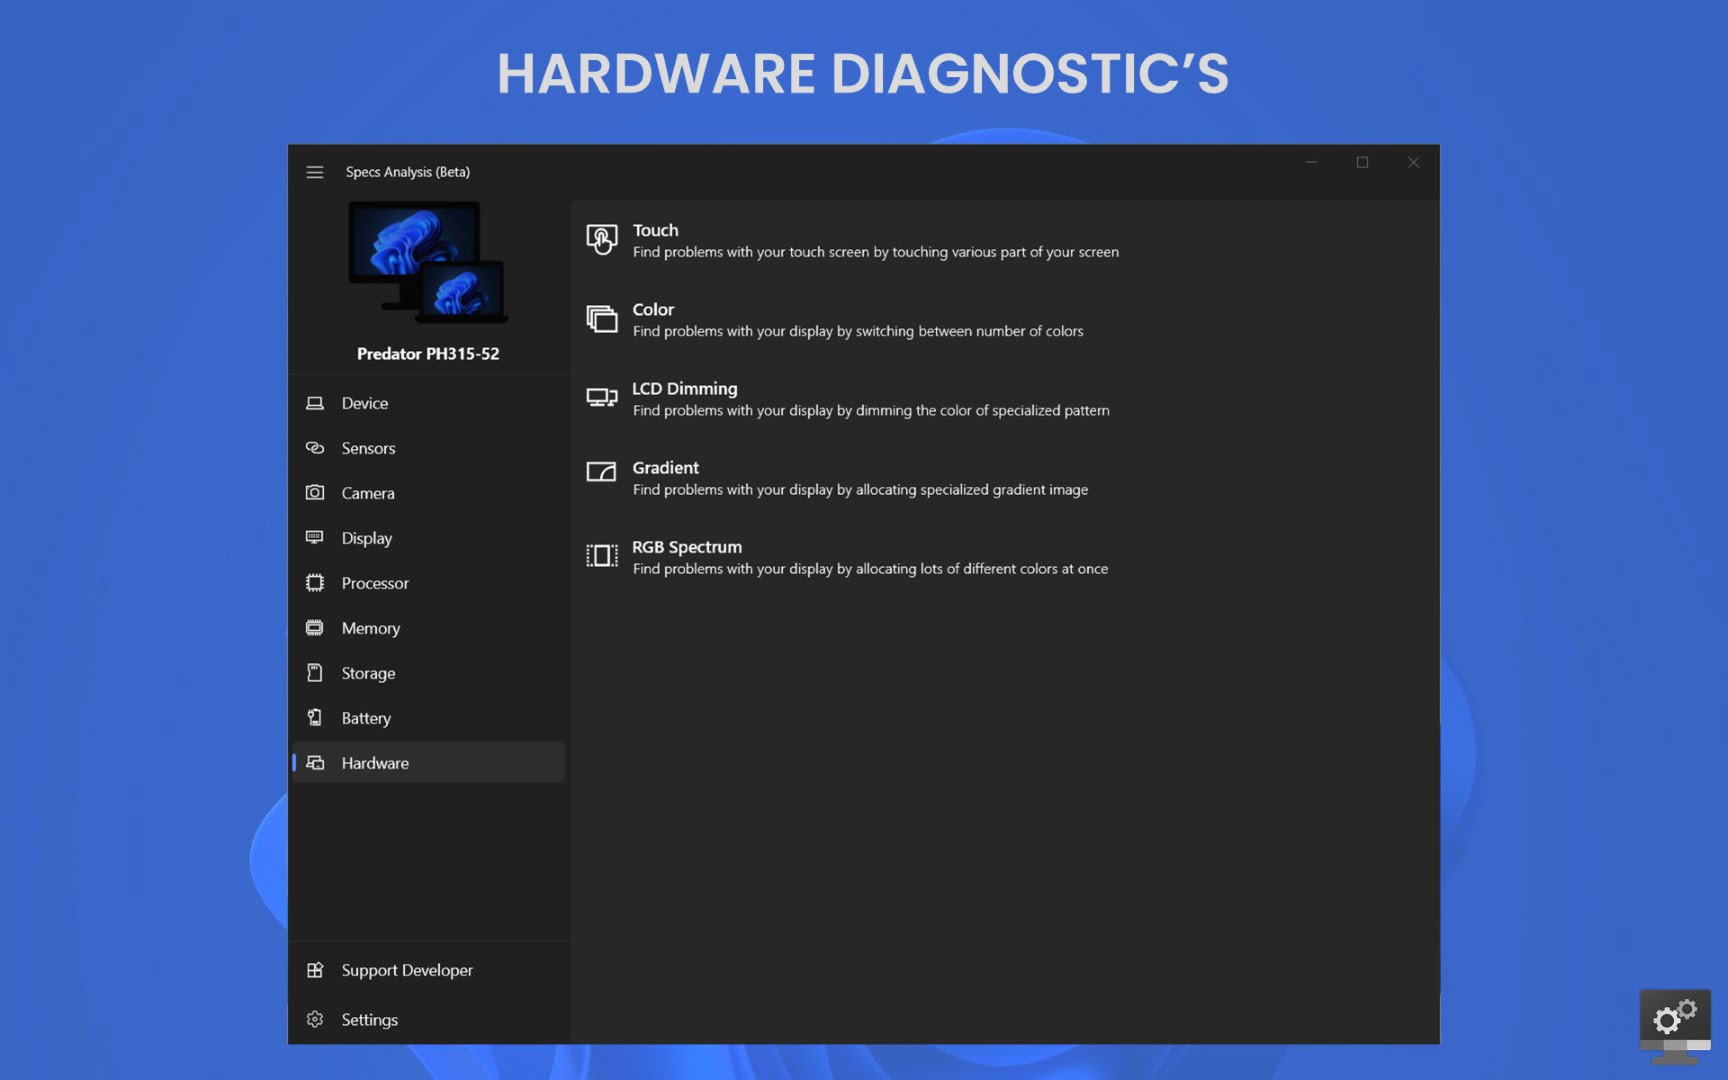 HARDWARE DIAGNOSTIC’S
Specs Analysis (Beta)
Predator PH315-52
Device
Sensors
Camera
Display
Processor
Memory
Storage
Battery
Hardware
Support Developer
Settings
Touch
Find problems with your touch screen by touching various part of your screen
Color
Find problems with your display by switching between number of colors
LCD Dimming
Find problems with your display by dimming the color of specialized pattern
Gradient
Find problems with your display by allocating specialized gradient image
RGB Spectrum
Find problems with your display by allocating lots of different colors at once